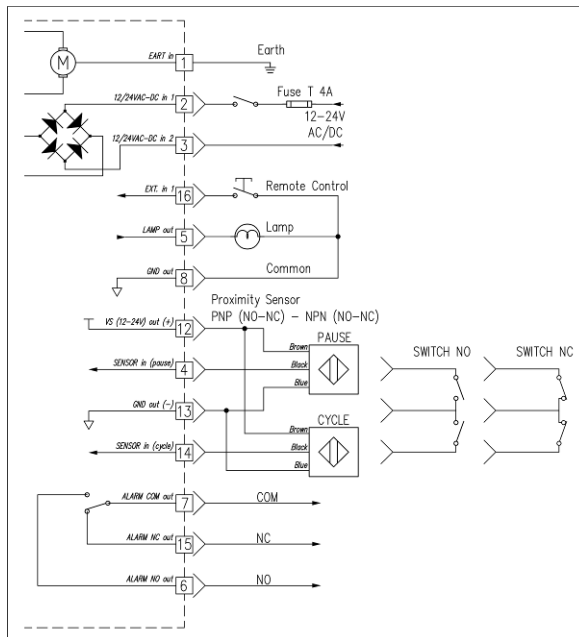 M
EART in
1
Earth
12/24VAC-DC in 1
2
Fuse T 4A
12-24V
AC/DC
12/24VAC-DC in 2
3
EXT. in 1
16
Remote Control
LAMP out
5
Lamp
GND out
8
Common
Proximity Sensor
PNP (NO-NC) - NPN (NO-NC)
VS (12-24V) out (+)
12
PAUSE
Brown
Black
Blue
SENSOR in (pause)
4
GND out (-)
13
SWITCH NO
SWITCH NC
CYCLE
Brown
Black
Blue
SENSOR in (cycle)
14
ALARM COM out
7
COM
ALARM NC out
15
NC
ALARM NO out
6
NO